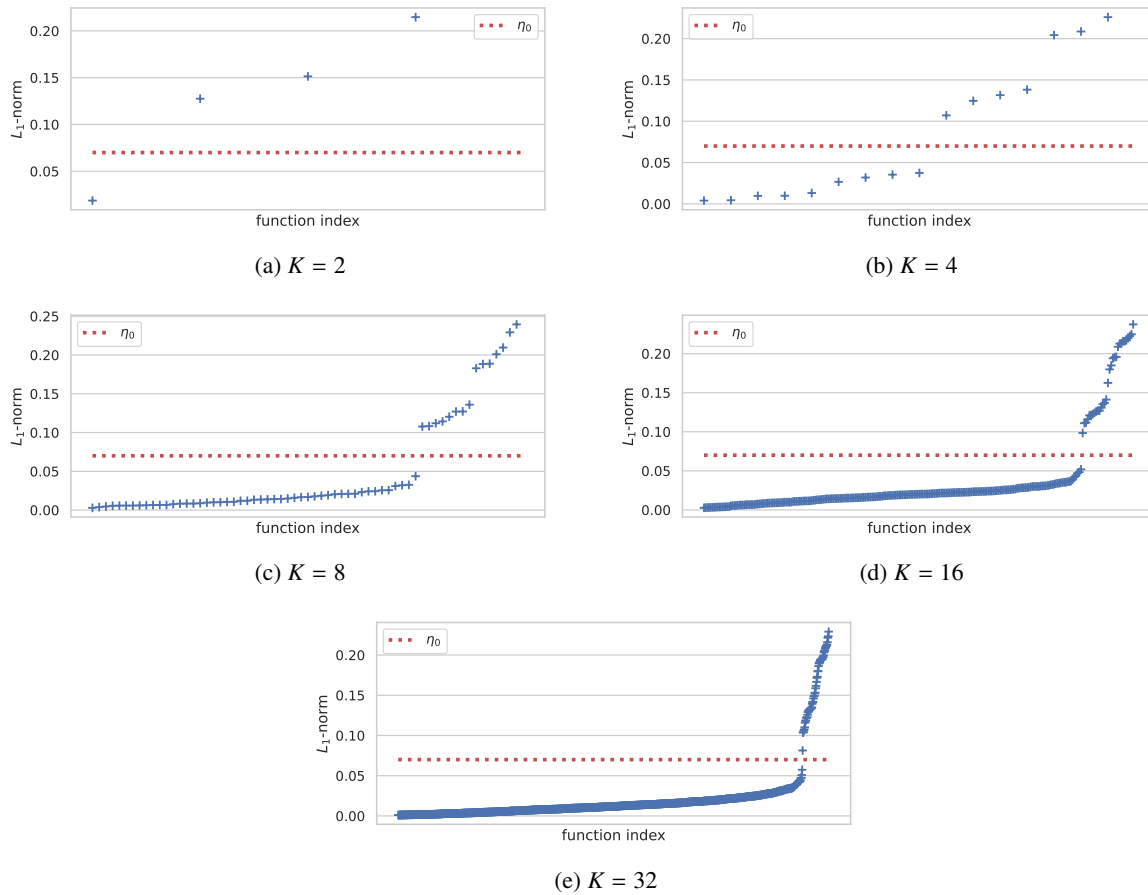 0.20
0.15
0.10
0.05
L₁-norm
η₀
function index
(a) K = 2
0.20
0.15
0.10
0.05
0.00
L₁-norm
η₀
function index
(b) K = 4
0.25
0.20
0.15
0.10
0.05
0.00
L₁-norm
η₀
function index
(c) K = 8
0.20
0.15
0.10
0.05
0.00
L₁-norm
η₀
function index
(d) K = 16
0.20
0.15
0.10
0.05
0.00
L₁-norm
η₀
function index
(e) K = 32